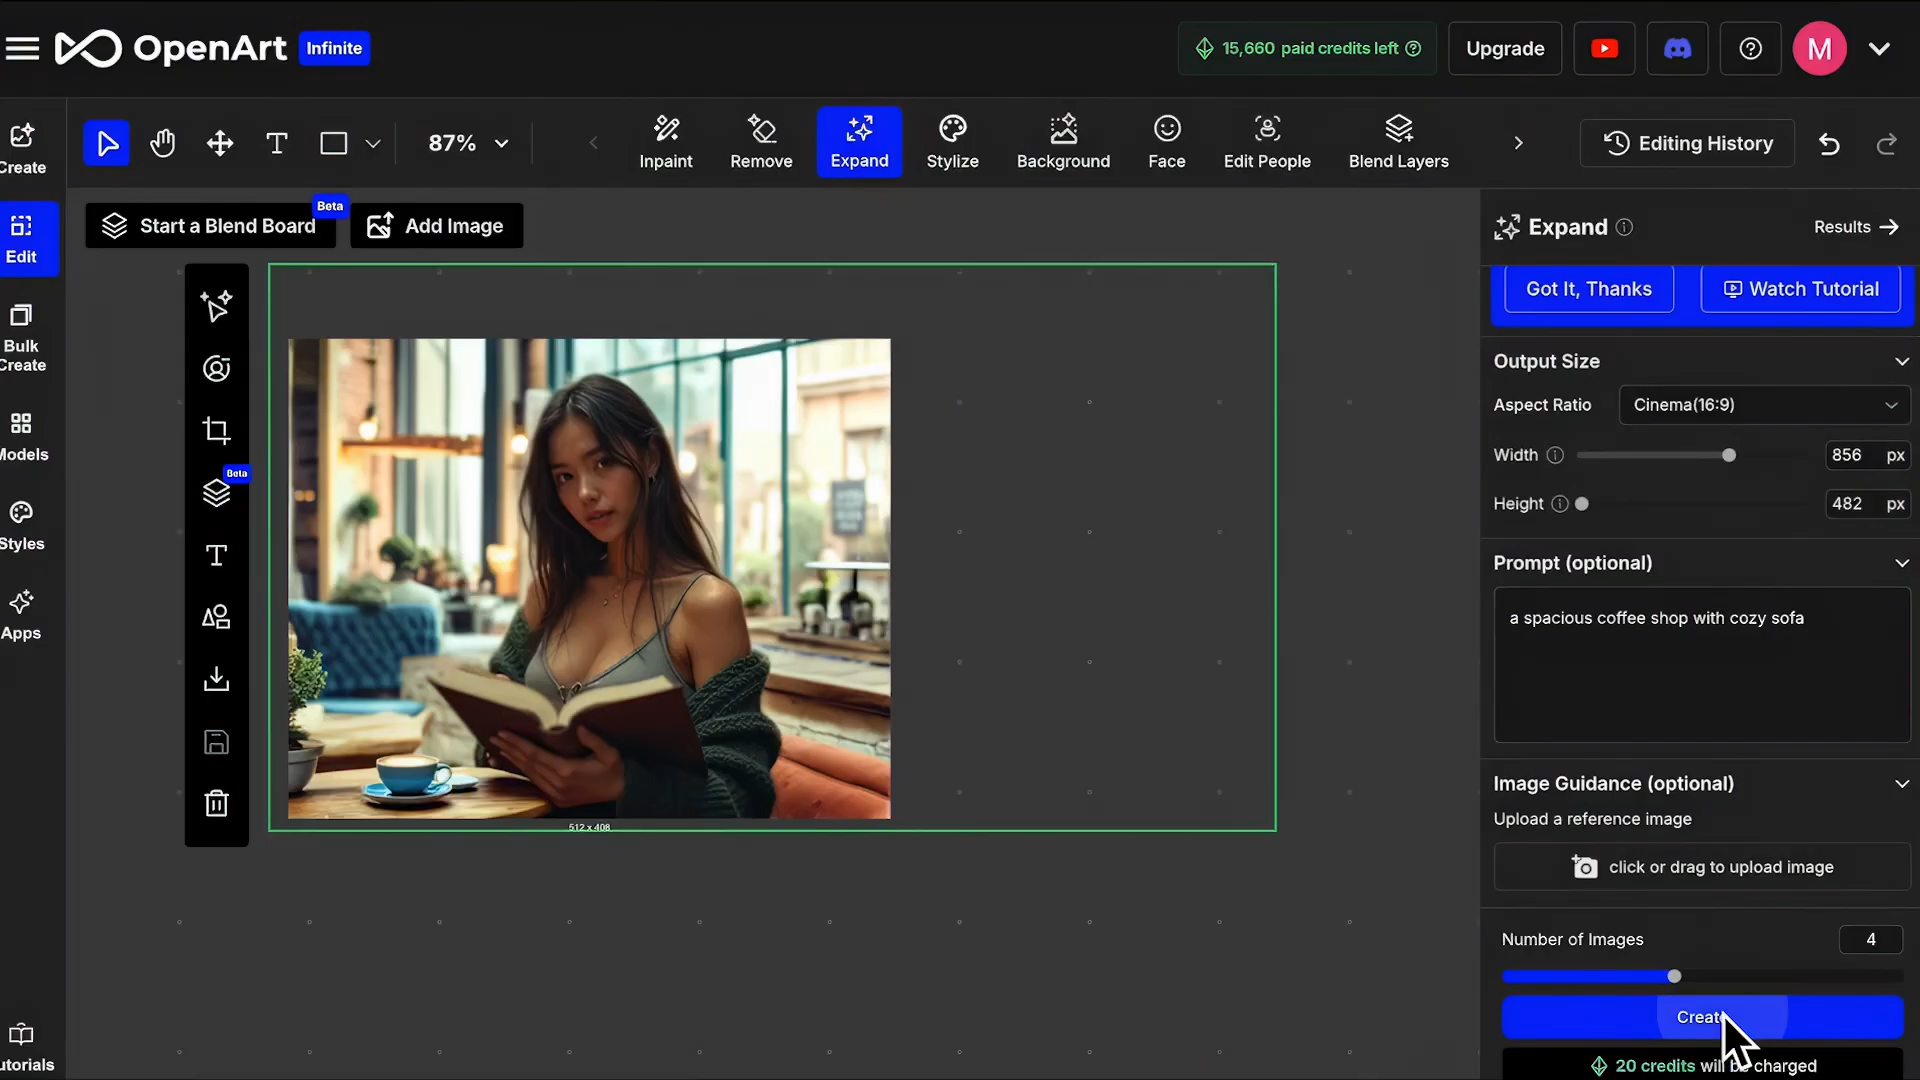 OpenArt Infinite
15,660 paid credits left
Upgrade
M
Create
Edit
Bulk
Create
Models
Styles
Apps
utorials
87%
Inpaint
Remove
Expand
Stylize
Background
Face
Edit People
Blend Layers
Editing History
Start a Blend Board
Beta
Add Image
Beta
512 x 408
Expand
Results
Got It, Thanks
Watch Tutorial
Output Size
Aspect Ratio
Cinema(16:9)
Width
856 px
Height
482 px
Prompt (optional)
a spacious coffee shop with cozy sofa
Image Guidance (optional)
Upload a reference image
click or drag to upload image
Number of Images
4
Create
20 credits will be charged